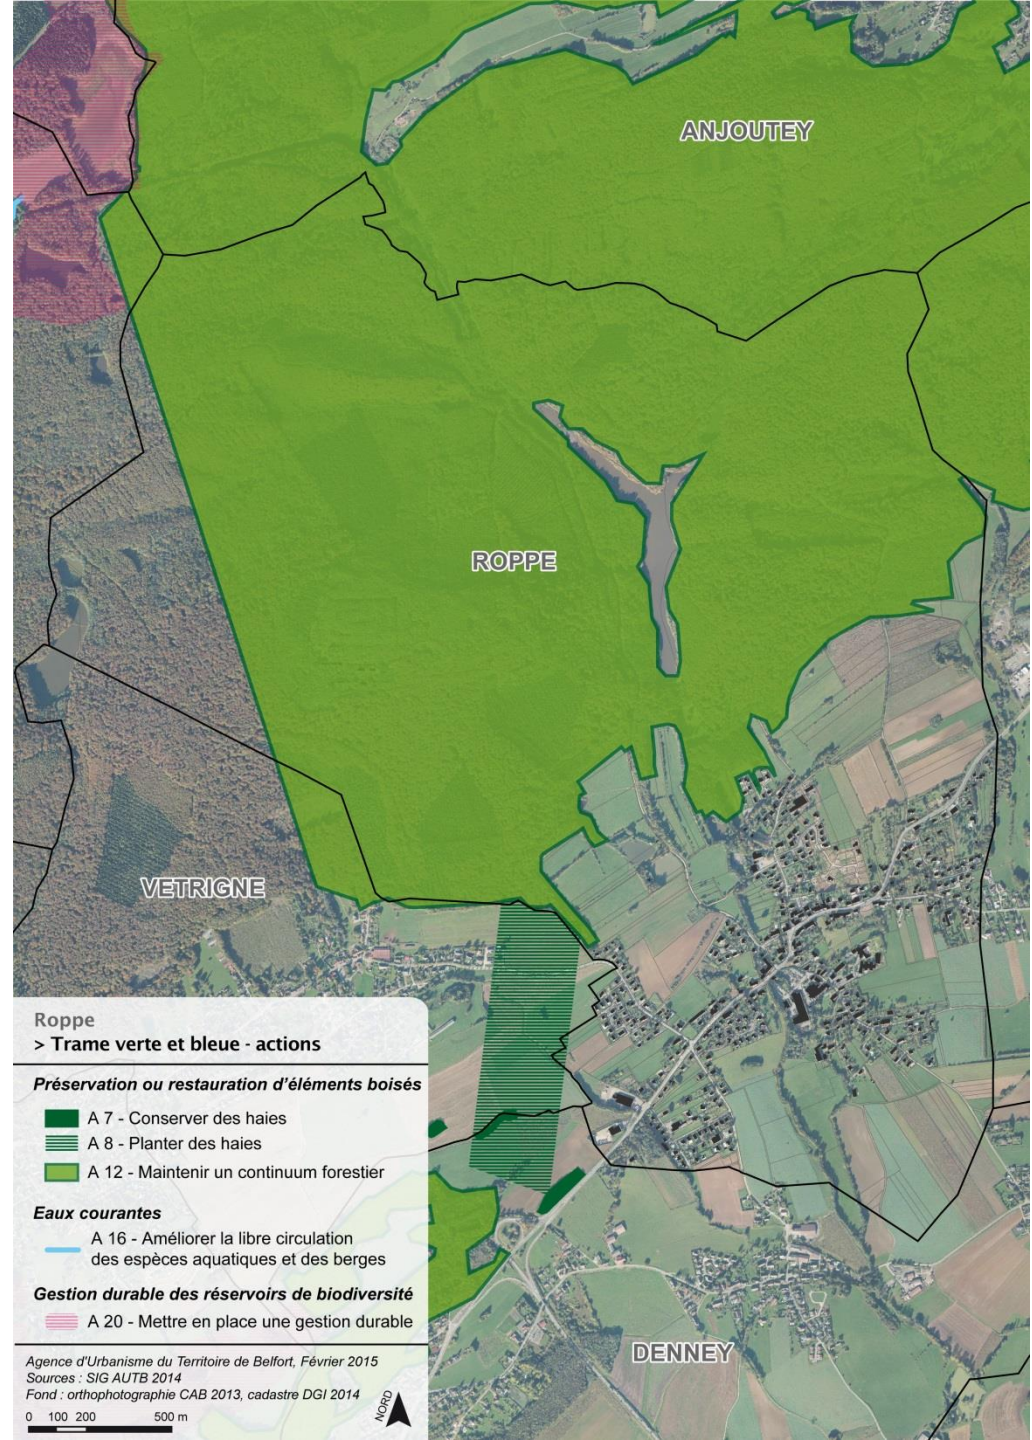 ANJOUTEY
ROPPE
VETRIGNE
Roppe
> Trame verte et bleue - actions
Préservation ou restauration d'éléments boisés
A 7 - Conserver des haies
A 8 - Planter des haies
A 12 - Maintenir un continuum forestier
Eaux courantes
A 16 - Améliorer la libre circulation
des espèces aquatiques et des berges
Gestion durable des réservoirs de biodiversité
A 20 - Mettre en place une gestion durable
Agence d'Urbanisme du Territoire de Belfort, Février 2015
Sources : SIG AUTB 2014
Fond : orthophotographie CAB 2013, cadastre DGI 2014
0 100 200 500 m
NORD
DENNEY